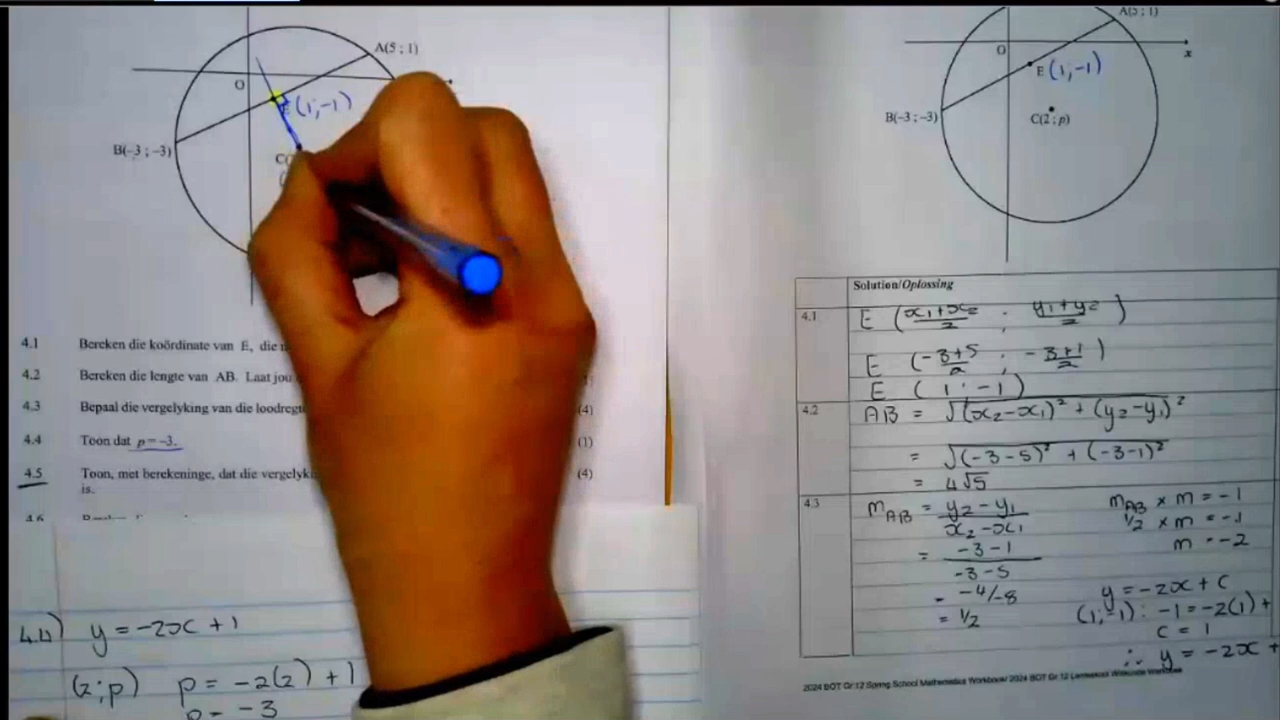 A(5 ; 1)
O
E (1;-1)
B(-3 ; -3)
C(
4.1 Bereken die koördinate van E, die
4.2 Bereken die lengte van AB. Laat jou
4.3 Bepaal die vergelyking van die (4)
4.4 Toon dat p = -3. (1)
4.5 Toon, met berekeninge, dat die (4)
is.
4.4) y = -2x + 1
(2;p) p = -2(2) + 1
p = -3
A(5 ; 1)
O
x
E (1;-1)
B(-3 ; -3)
C(2 ; p)
Solution/Oplossing
4.1 E (x1+x2/2 ; y1+y2/2)
E (-3+5/2 ; -3+1/2)
E (1 ; -1)
4.2 AB = √(x2-x1)² + (y2-y1)²
= √(-3-5)² + (-3-1)²
= 4√5
4.3 mAB = y2-y1/x2-x1
= -3-1/-3-5
= -4/-8
= 1/2
mAB × m = -1
1/2 × m = -1
m = -2
y = -2x + c
(1;-1): -1 = -2(1) +
c = 1
∴ y = -2x +
2024 BOT Gr.12 Spring School Mathematics Workbook/ 2024 BOT Gr.12 Lenteskool Wiskunde